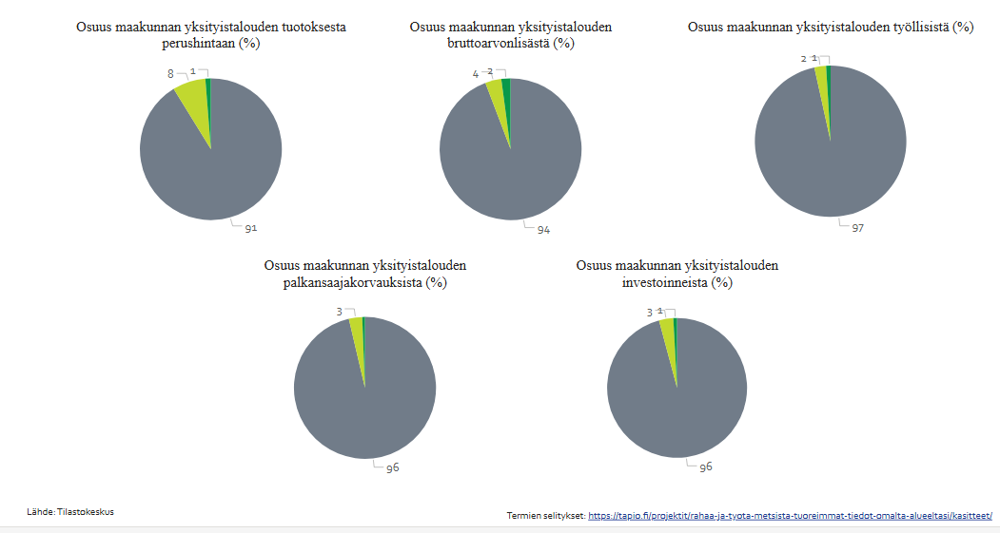 Osuus maakunnan yksityistalouden tuotoksesta
perushintaan (%)
8
1
91
Osuus maakunnan yksityistalouden
bruttoarvonlisästä (%)
4
2
94
Osuus maakunnan yksityistalouden työllisistä (%)
2
1
97
Osuus maakunnan yksityistalouden
palkansaajakorvauksista (%)
3
96
Osuus maakunnan yksityistalouden
investoinneista (%)
3
1
96
Lähde: Tilastokeskus
Termien selitykset: https://tapio.fi/projektit/rahaa-ja-tyota-metsista-tuoreimmat-tiedot-omalta-alueeltasi/kasitteet/